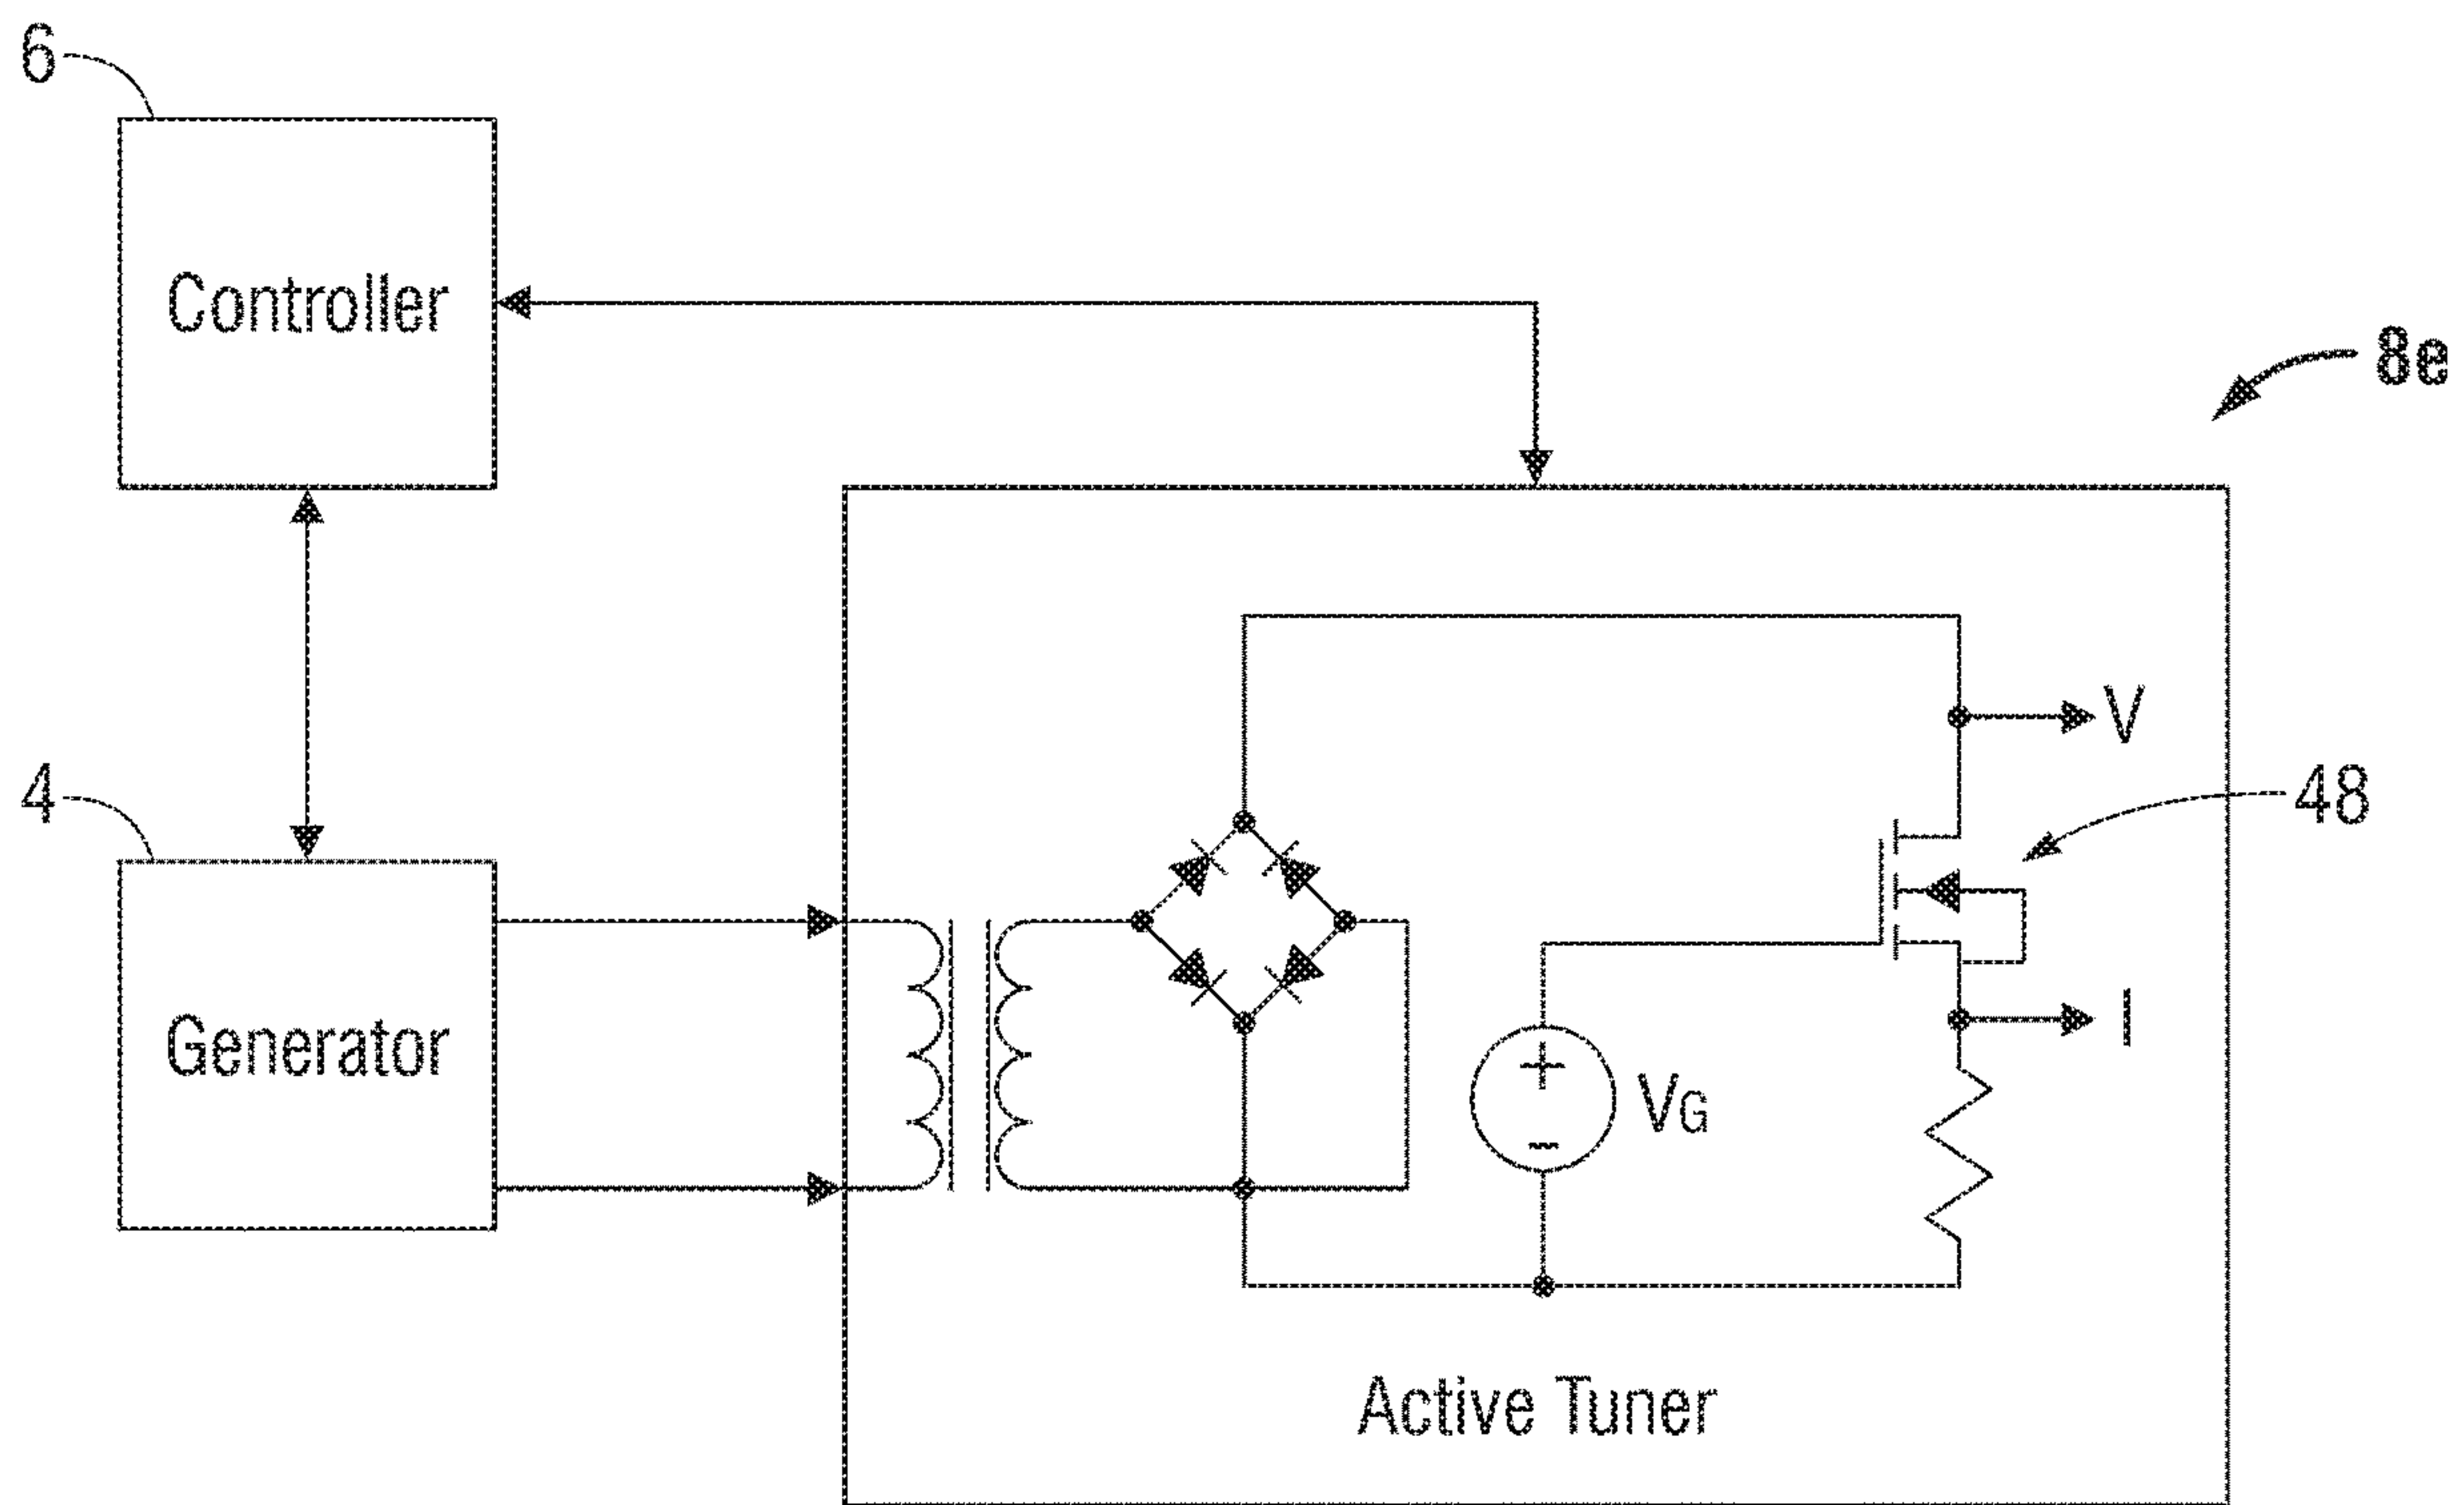 6
Controller
8e
V
4
48
+
VG
I
Generator
-
Active Tuner